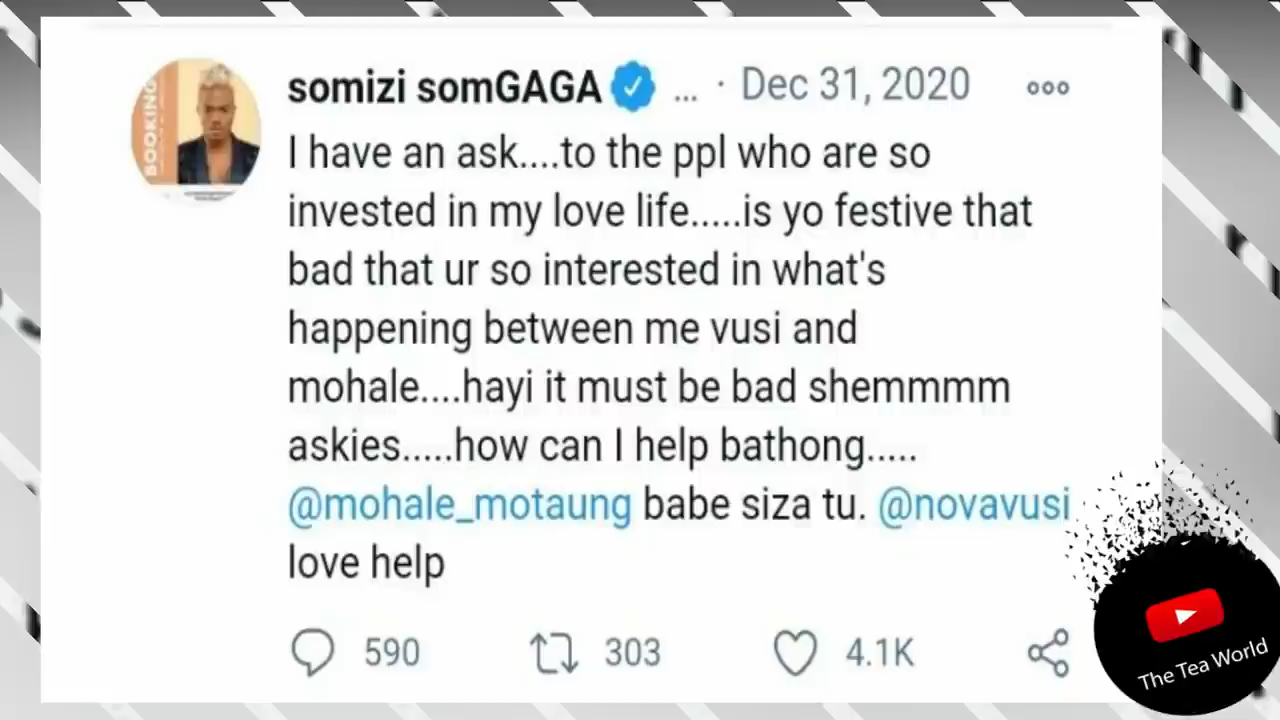 BOOKING
somizi somGAGA ... · Dec 31, 2020
I have an ask....to the ppl who are so
invested in my love life.....is yo festive that
bad that ur so interested in what's
happening between me vusi and
mohale....hayi it must be bad shemmmm
askies.....how can I help bathong.....
@mohale_motaung babe siza tu. @novavusi
love help
590 303 4.1K
The Tea World